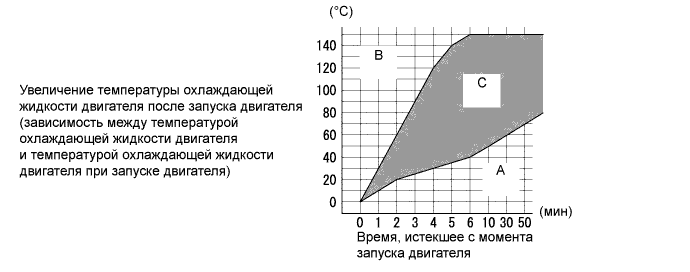 Увеличение температуры охлаждающей
жидкости двигателя после запуска двигателя
(зависимость между температурой
охлаждающей жидкости двигателя
и температурой охлаждающей жидкости
двигателя при запуске двигателя)
(°C)
140
120
100
80
60
40
20
0
B
C
A
0 1 2 3 4 5 6 10 30 50
(мин)
Время, истекшее с момента
запуска двигателя